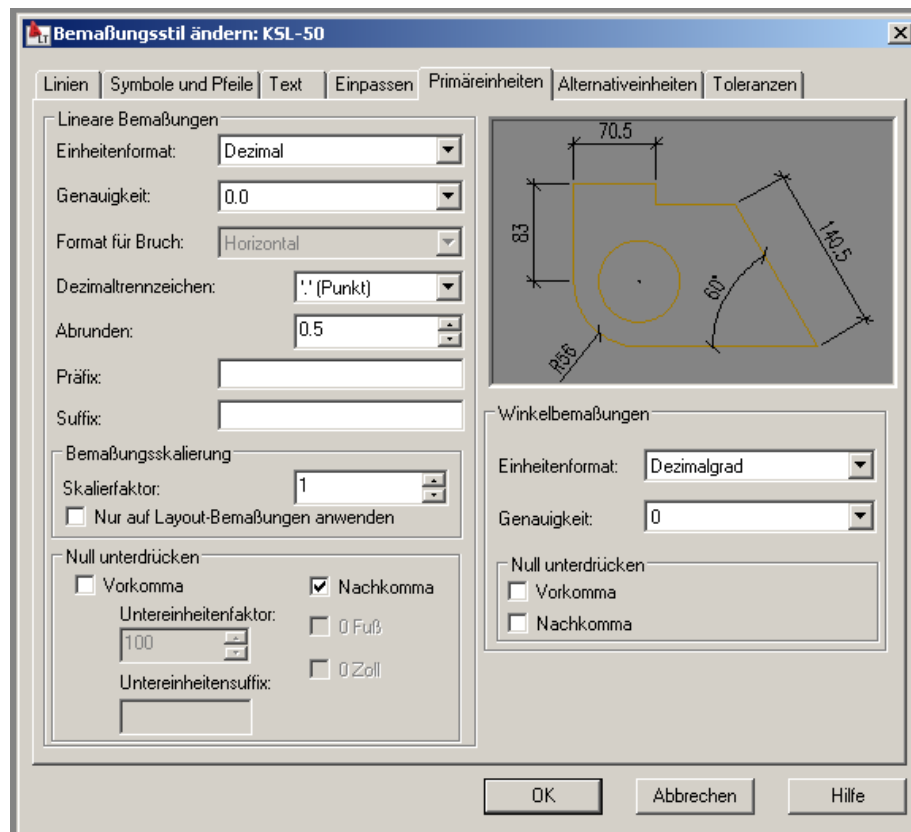 Bemaßungsstil ändern: KSL-50
Linien
Symbole und Pfeile
Text
Einpassen
Primäreinheiten
Alternativeinheiten
Toleranzen
Lineare Bemaßungen
Einheitenformat: Dezimal
Genauigkeit: 0.0
Format für Bruch: Horizontal
Dezimaltrennzeichen: '.' (Punkt)
Abrunden: 0.5
Präfix:
Suffix:
Bemaßungsskalierung
Skalierfaktor: 1
Nur auf Layout-Bemaßungen anwenden
Null unterdrücken
Vorkomma
Nachkomma
Untereinheitenfaktor:
100
0 Fuß
0 Zoll
Untereinheitensuffix:
70.5
83
140.5
60°
R56
Winkelbemaßungen
Einheitenformat: Dezimalgrad
Genauigkeit: 0
Null unterdrücken
Vorkomma
Nachkomma
OK
Abbrechen
Hilfe